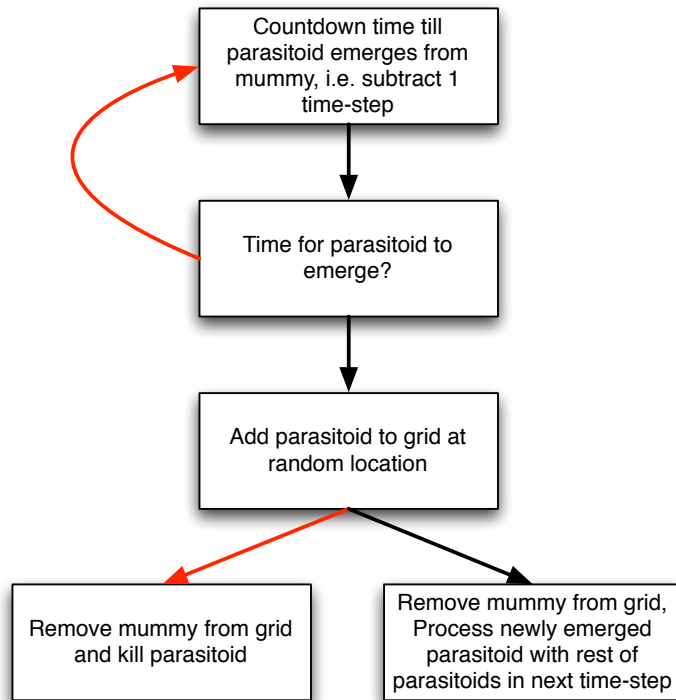 Countdown time till
parasitoid emerges from
mummy, i.e. subtract 1
time-step
Time for parasitoid to
emerge?
Add parasitoid to grid at
random location
Remove mummy from grid
and kill parasitoid
Remove mummy from grid,
Process newly emerged
parasitoid with rest of
parasitoids in next time-step